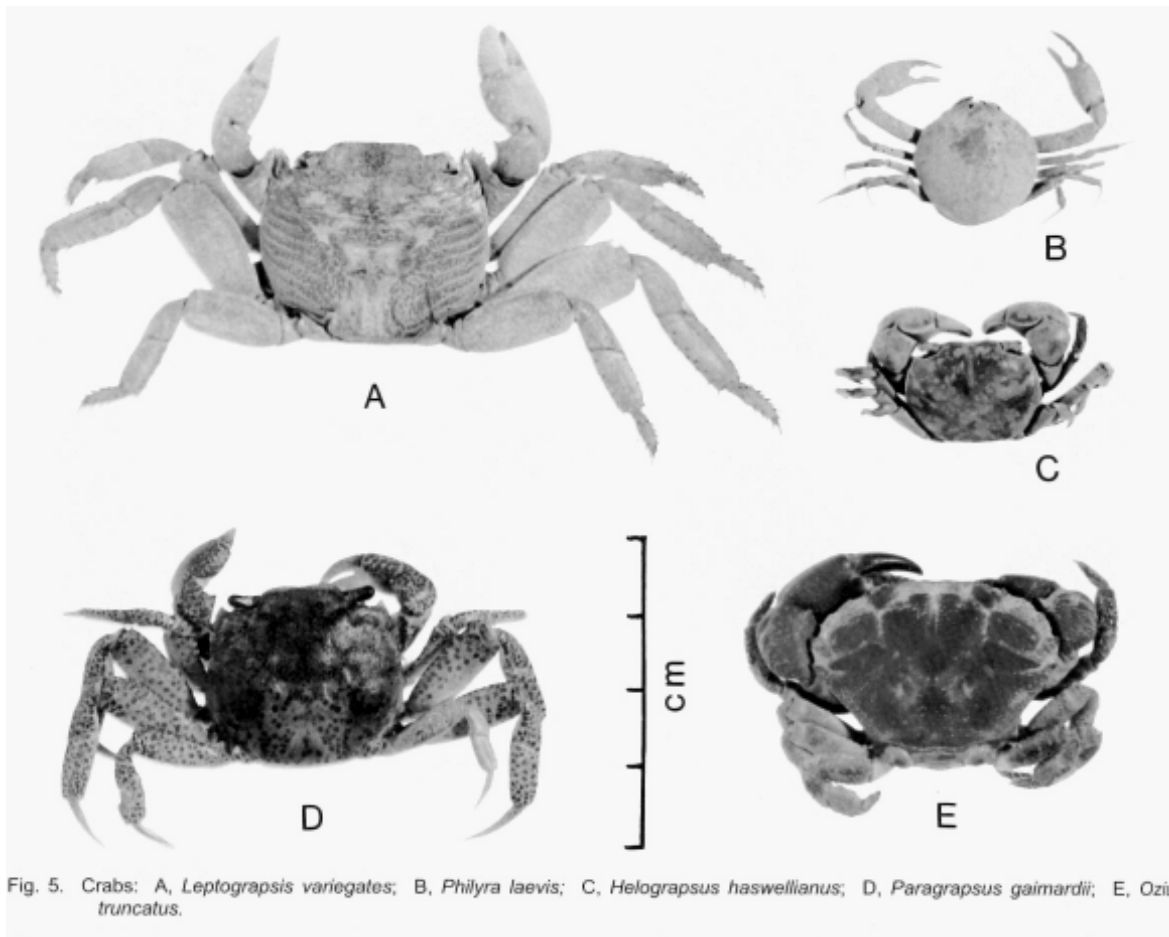 A
B
C
D
cm
E
Fig. 5. Crabs: A, Leptograpsis variegates; B, Philyra laevis; C, Helograpsus haswellianus; D, Paragrapsus gaimardii; E,
truncatus.